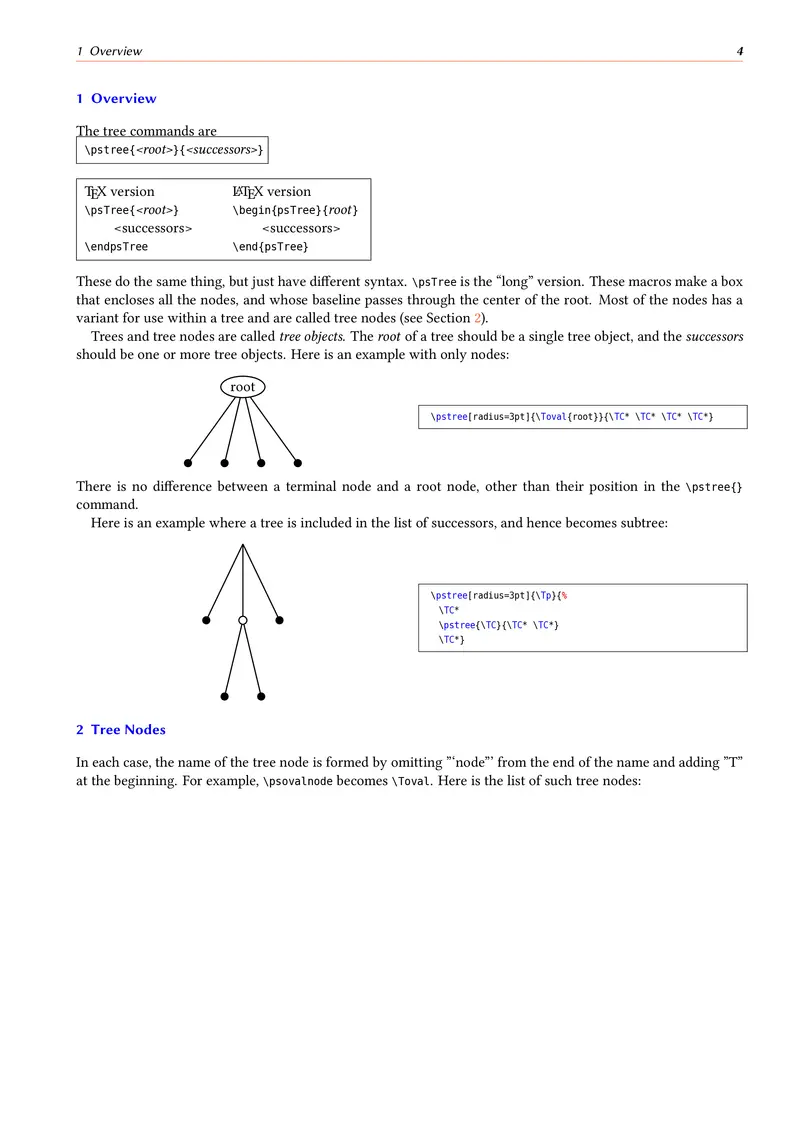 1 Overview 4
1 Overview
The tree commands are
\pstree{<root>}{<successors>}
TEX version LATEX version
\psTree{<root>} \begin{psTree}{root}
<successors> <successors>
\endpsTree \end{psTree}
These do the same thing, but just have different syntax. \psTree is the “long” version. These macros make a box
that encloses all the nodes, and whose baseline passes through the center of the root. Most of the nodes has a
variant for use within a tree and are called tree nodes (see Section 2).
Trees and tree nodes are called tree objects. The root of a tree should be a single tree object, and the successors
should be one or more tree objects. Here is an example with only nodes:
root
\pstree[radius=3pt]{\Toval{root}}{\TC* \TC* \TC* \TC*}
There is no difference between a terminal node and a root node, other than their position in the \pstree{}
command.
Here is an example where a tree is included in the list of successors, and hence becomes subtree:
\pstree[radius=3pt]{\Tp}{%
\TC*
\pstree{\TC}{\TC* \TC*}
\TC*}
2 Tree Nodes
In each case, the name of the tree node is formed by omitting ”‘node”’ from the end of the name and adding ”T”
at the beginning. For example, \psovalnode becomes \Toval. Here is the list of such tree nodes: